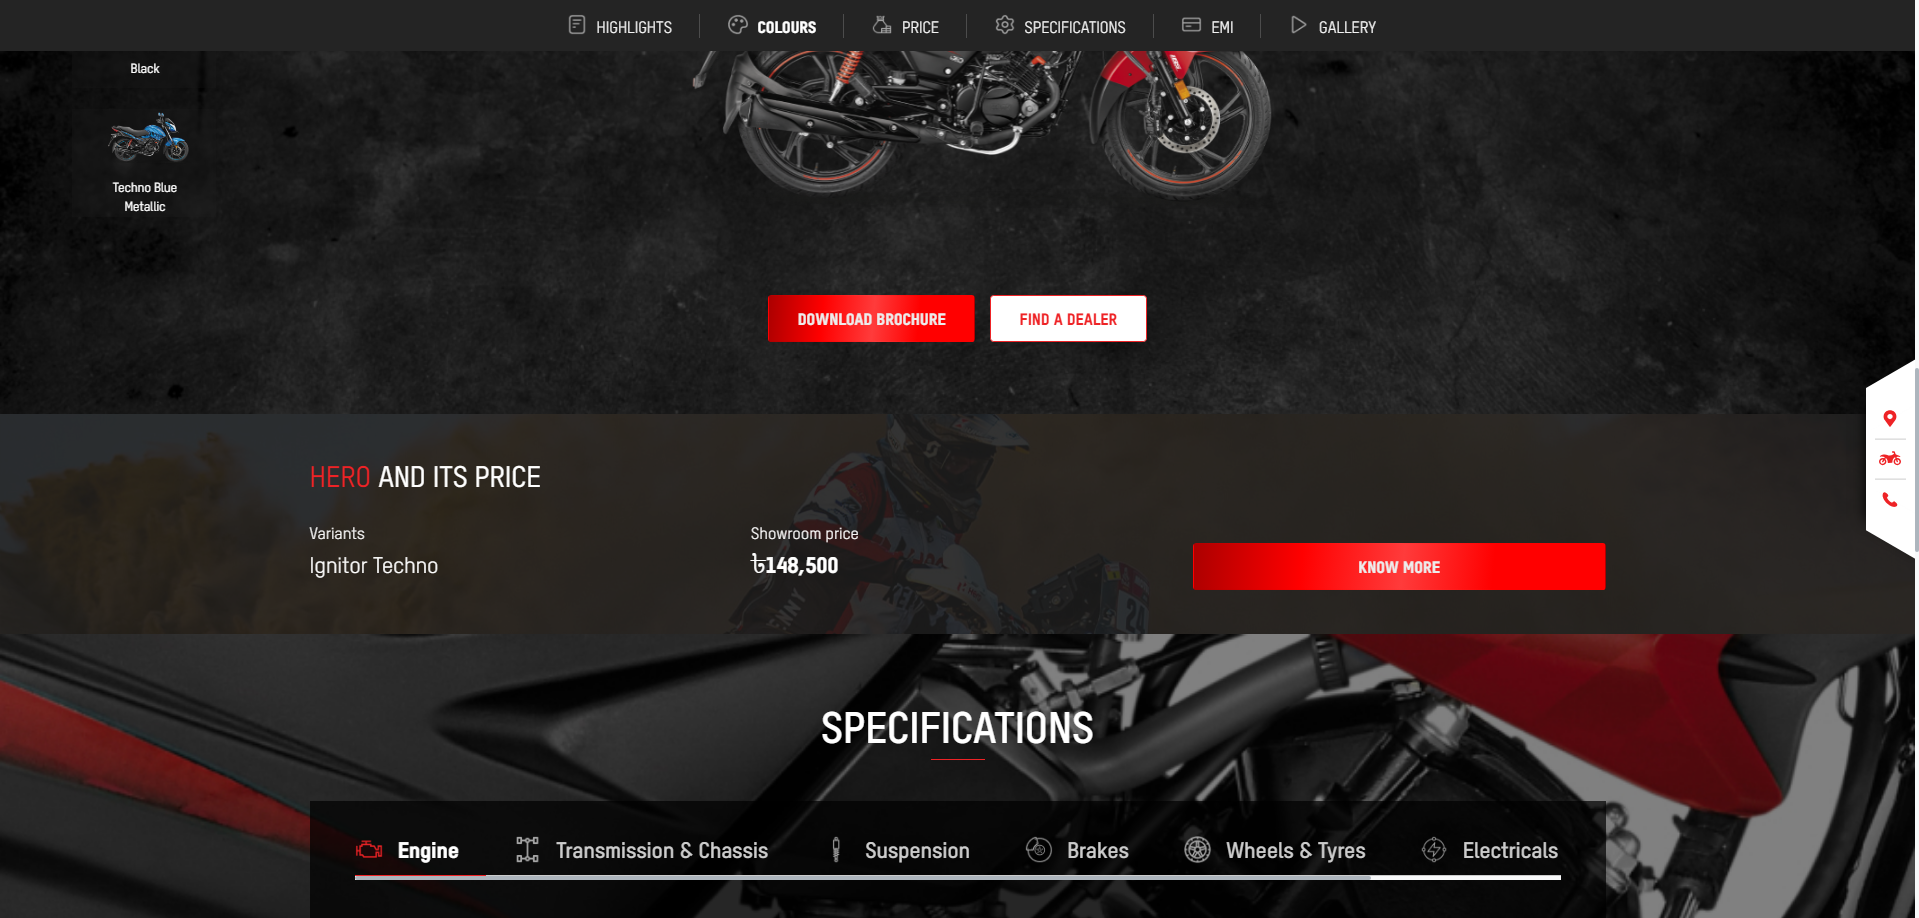 HIGHLIGHTS
COLOURS
PRICE
SPECIFICATIONS
EMI
GALLERY
Black
Techno Blue
Metallic
DOWNLOAD BROCHURE
FIND A DEALER
HERO AND ITS PRICE
Variants
Showroom price
Ignitor Techno
৳148,500
KNOW MORE
SPECIFICATIONS
Engine
Transmission & Chassis
Suspension
Brakes
Wheels & Tyres
Electricals